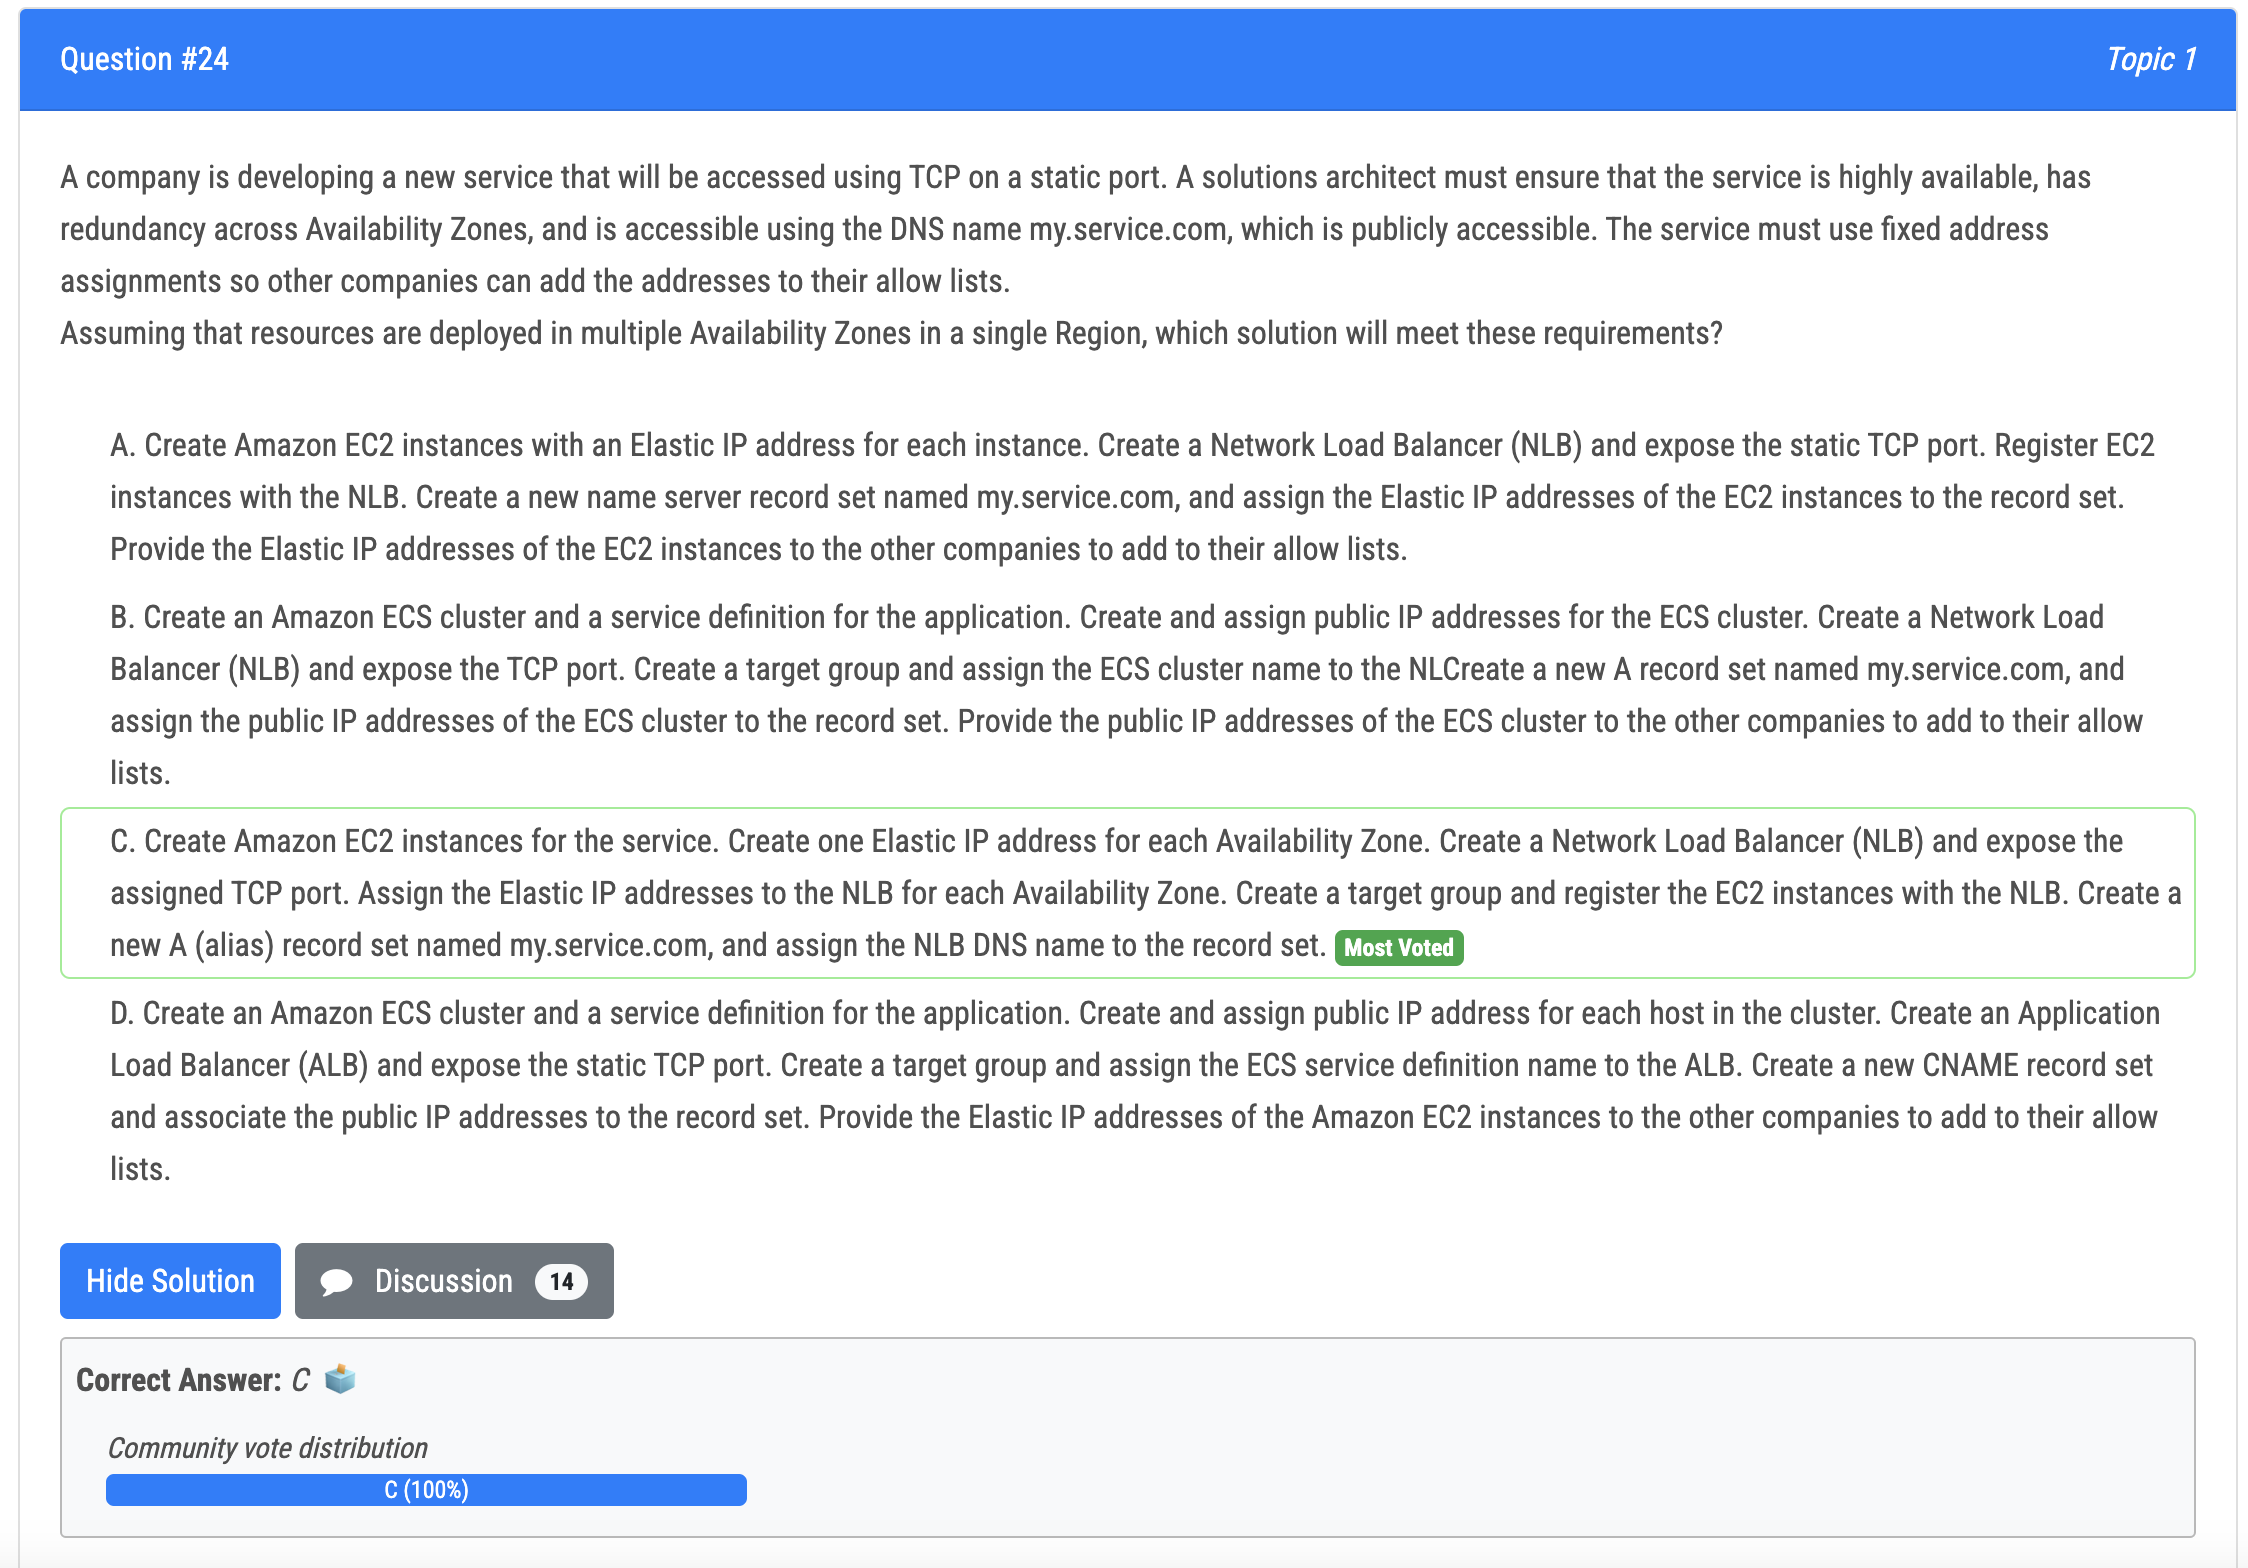 Question #24
Topic 1
A company is developing a new service that will be accessed using TCP on a static port. A solutions architect must ensure that the service is highly available, has
redundancy across Availability Zones, and is accessible using the DNS name my.service.com, which is publicly accessible. The service must use fixed address
assignments so other companies can add the addresses to their allow lists.
Assuming that resources are deployed in multiple Availability Zones in a single Region, which solution will meet these requirements?
A. Create Amazon EC2 instances with an Elastic IP address for each instance. Create a Network Load Balancer (NLB) and expose the static TCP port. Register EC2
instances with the NLB. Create a new name server record set named my.service.com, and assign the Elastic IP addresses of the EC2 instances to the record set.
Provide the Elastic IP addresses of the EC2 instances to the other companies to add to their allow lists.
B. Create an Amazon ECS cluster and a service definition for the application. Create and assign public IP addresses for the ECS cluster. Create a Network Load
Balancer (NLB) and expose the TCP port. Create a target group and assign the ECS cluster name to the NLCreate a new A record set named my.service.com, and
assign the public IP addresses of the ECS cluster to the record set. Provide the public IP addresses of the ECS cluster to the other companies to add to their allow
lists.
C. Create Amazon EC2 instances for the service. Create one Elastic IP address for each Availability Zone. Create a Network Load Balancer (NLB) and expose the
assigned TCP port. Assign the Elastic IP addresses to the NLB for each Availability Zone. Create a target group and register the EC2 instances with the NLB. Create a
new A (alias) record set named my.service.com, and assign the NLB DNS name to the record set. Most Voted
D. Create an Amazon ECS cluster and a service definition for the application. Create and assign public IP address for each host in the cluster. Create an Application
Load Balancer (ALB) and expose the static TCP port. Create a target group and assign the ECS service definition name to the ALB. Create a new CNAME record set
and associate the public IP addresses to the record set. Provide the Elastic IP addresses of the Amazon EC2 instances to the other companies to add to their allow
lists.
Hide Solution
Discussion 14
Correct Answer: C
Community vote distribution
C (100%)